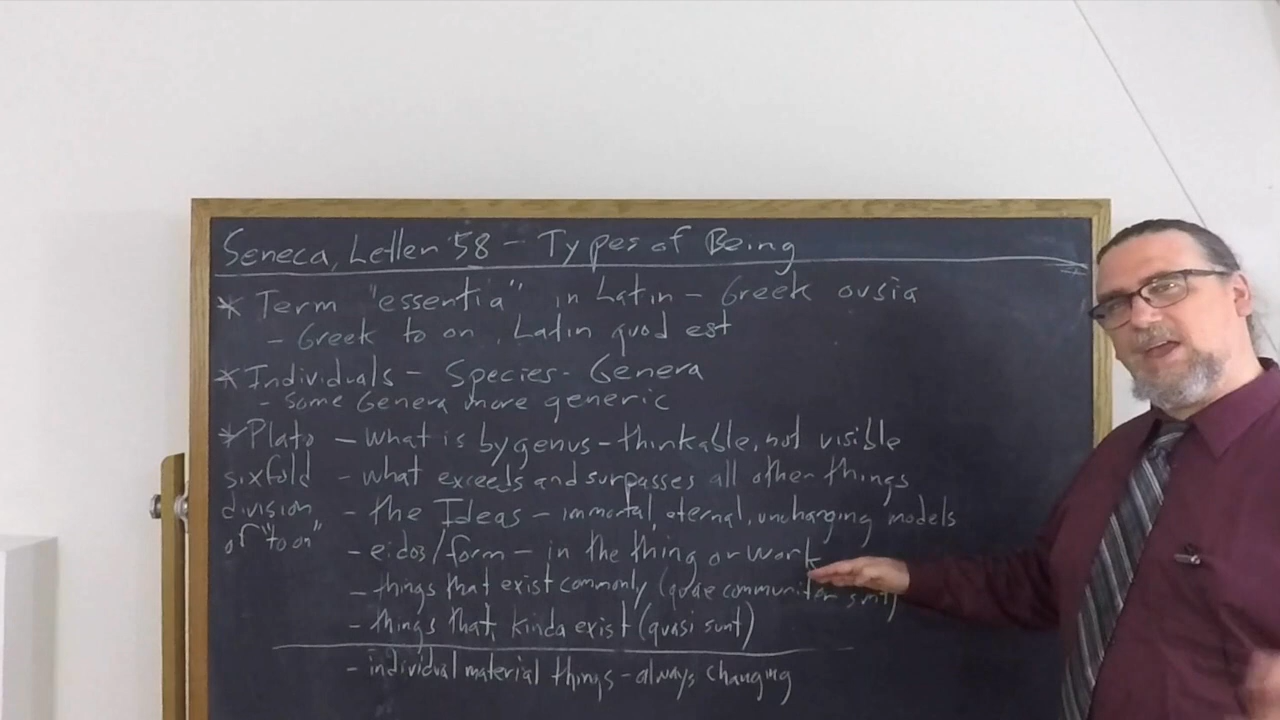 Seneca, Letter 58 - Types of Being
* Term "essentia" in Latin - Greek ousia
- Greek to on, Latin quod est
* Individuals - Species - Genera
- Some Genera more generic
* Plato - what is by genus - thinkable, not visible
sixfold - what exceeds and surpasses all other things
division - the Ideas - immortal, eternal, unchanging models
of "to on" - eidos/form - in the thing or work
- things that exist commonly (quae communiter sunt)
- things that kinda exist (quasi sunt)
- individual material things - always changing